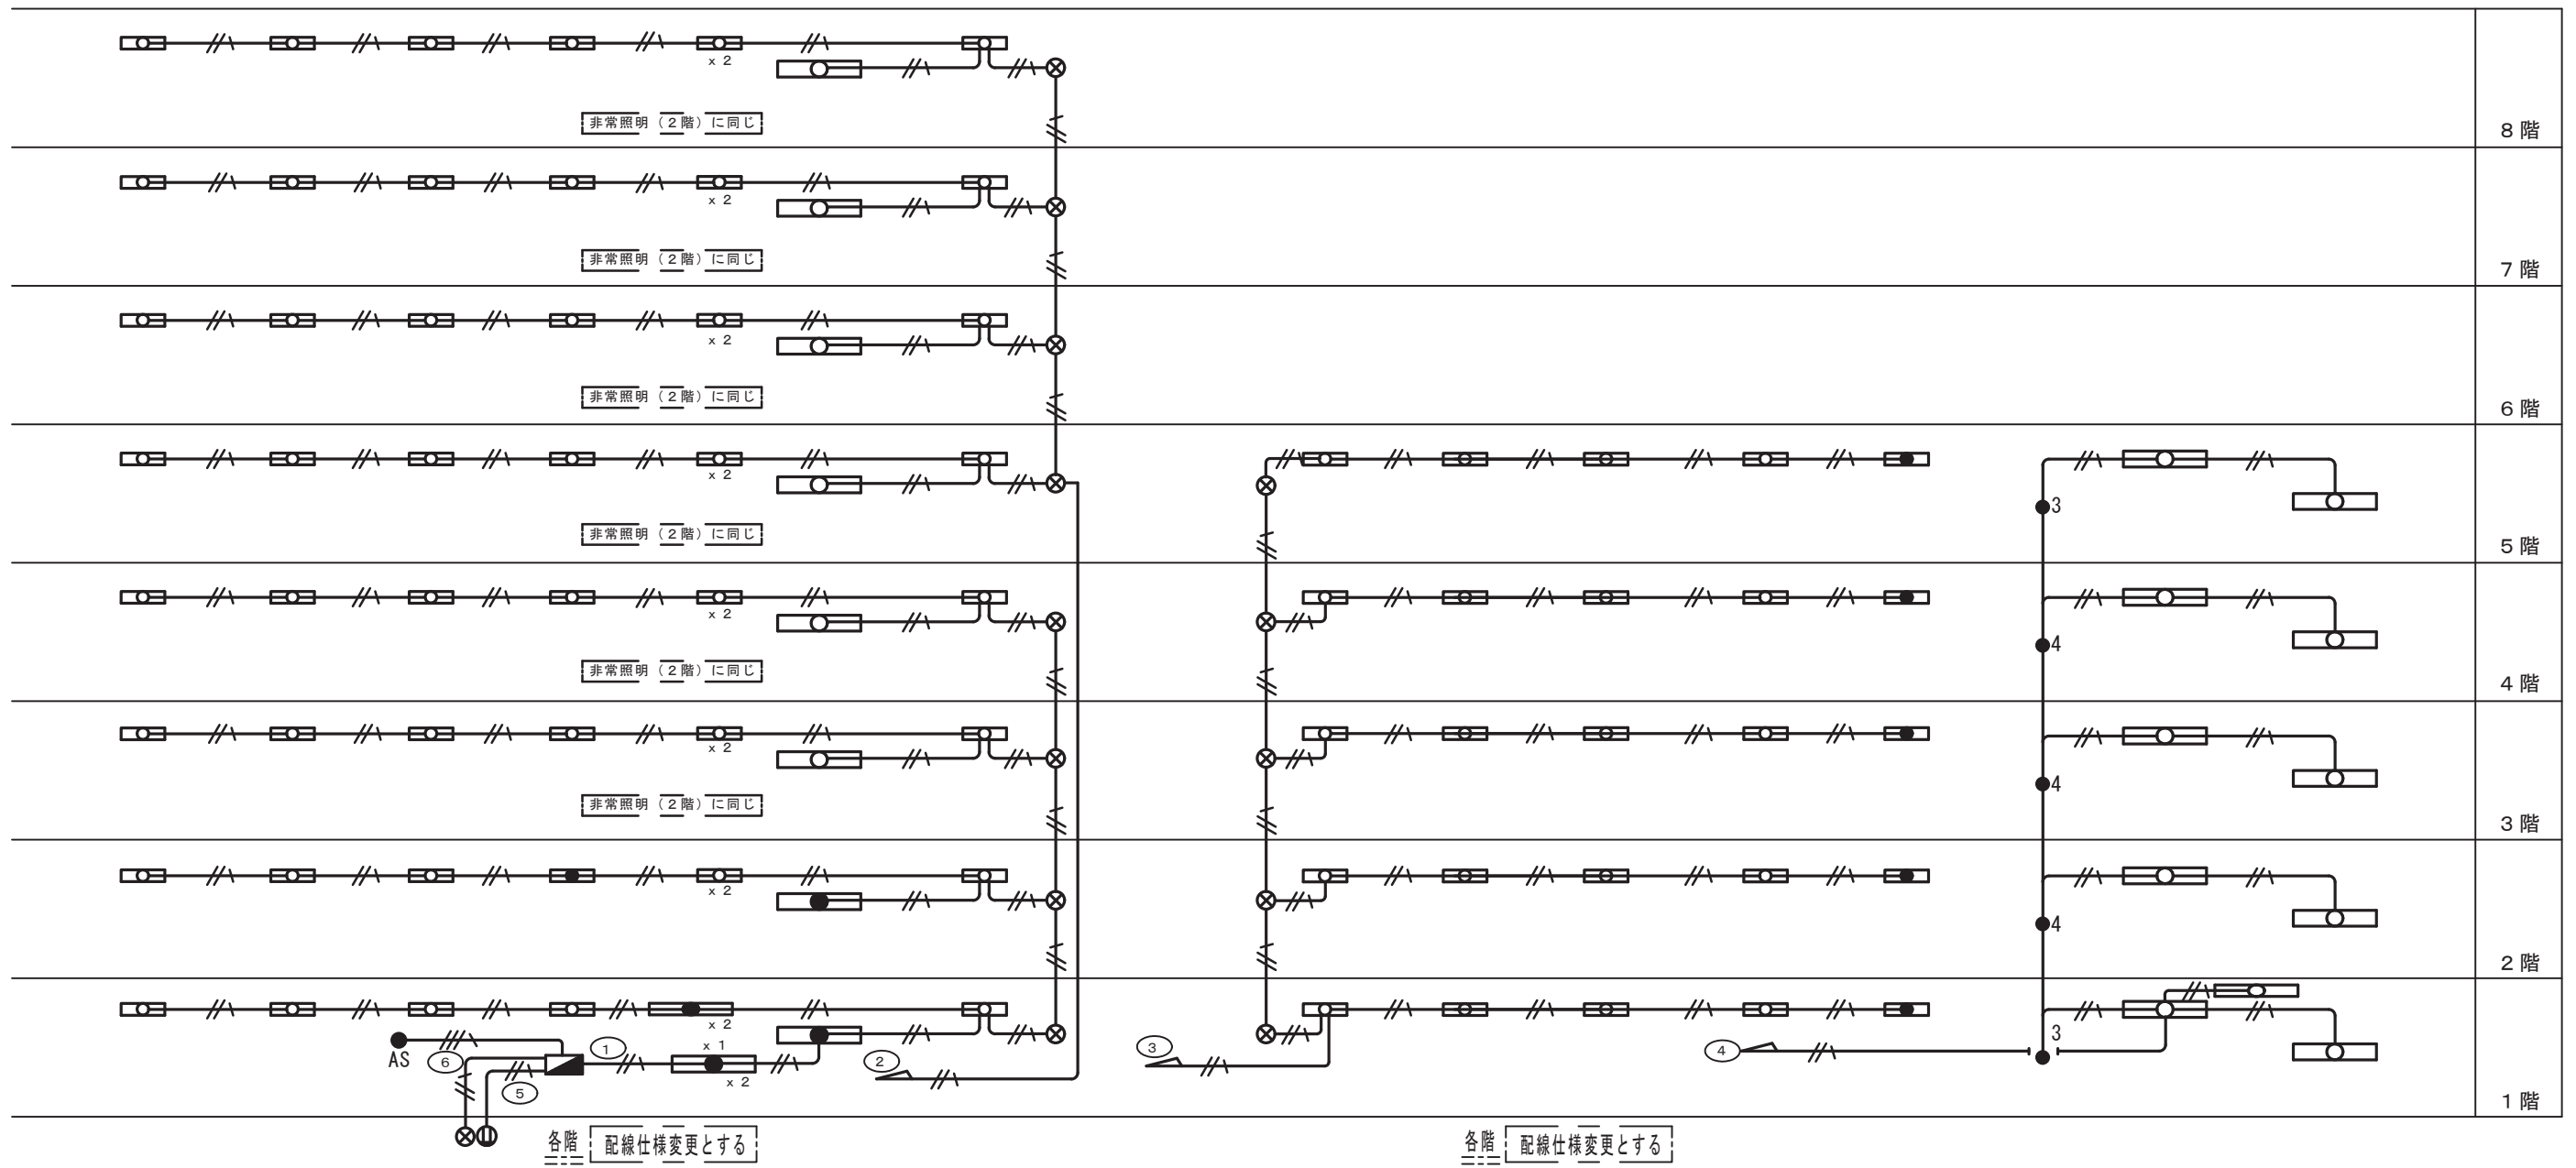 x 2
非常照明（2階）に同じ
8 階
x 2
非常照明（2階）に同じ
7 階
x 2
非常照明（2階）に同じ
6 階
x 2
3
非常照明（2階）に同じ
5 階
x 2
4
非常照明（2階）に同じ
4 階
x 2
4
非常照明（2階）に同じ
3 階
x 2
4
2 階
x 2
AS
6
1
x 1
2
3
4
3
5
x 2
1 階
各階 配線仕様変更とする
各階 配線仕様変更とする